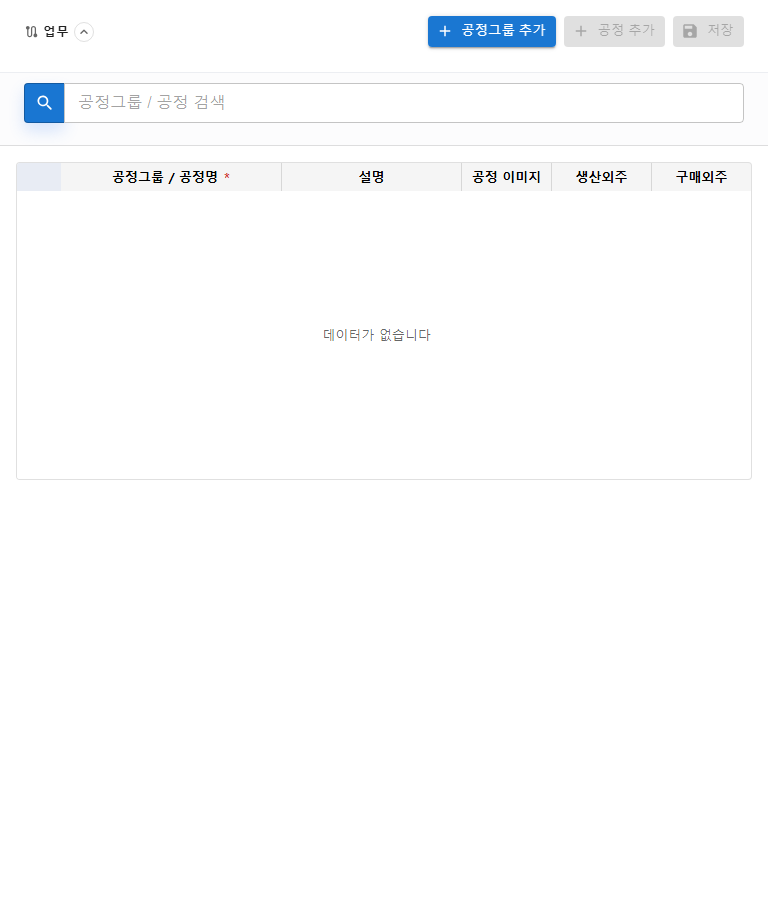 업무
공정그룹 추가
공정 추가
저장
공정그룹 / 공정 검색
공정그룹 / 공정명 *
설명
공정 이미지
생산외주
구매외주
데이터가 없습니다